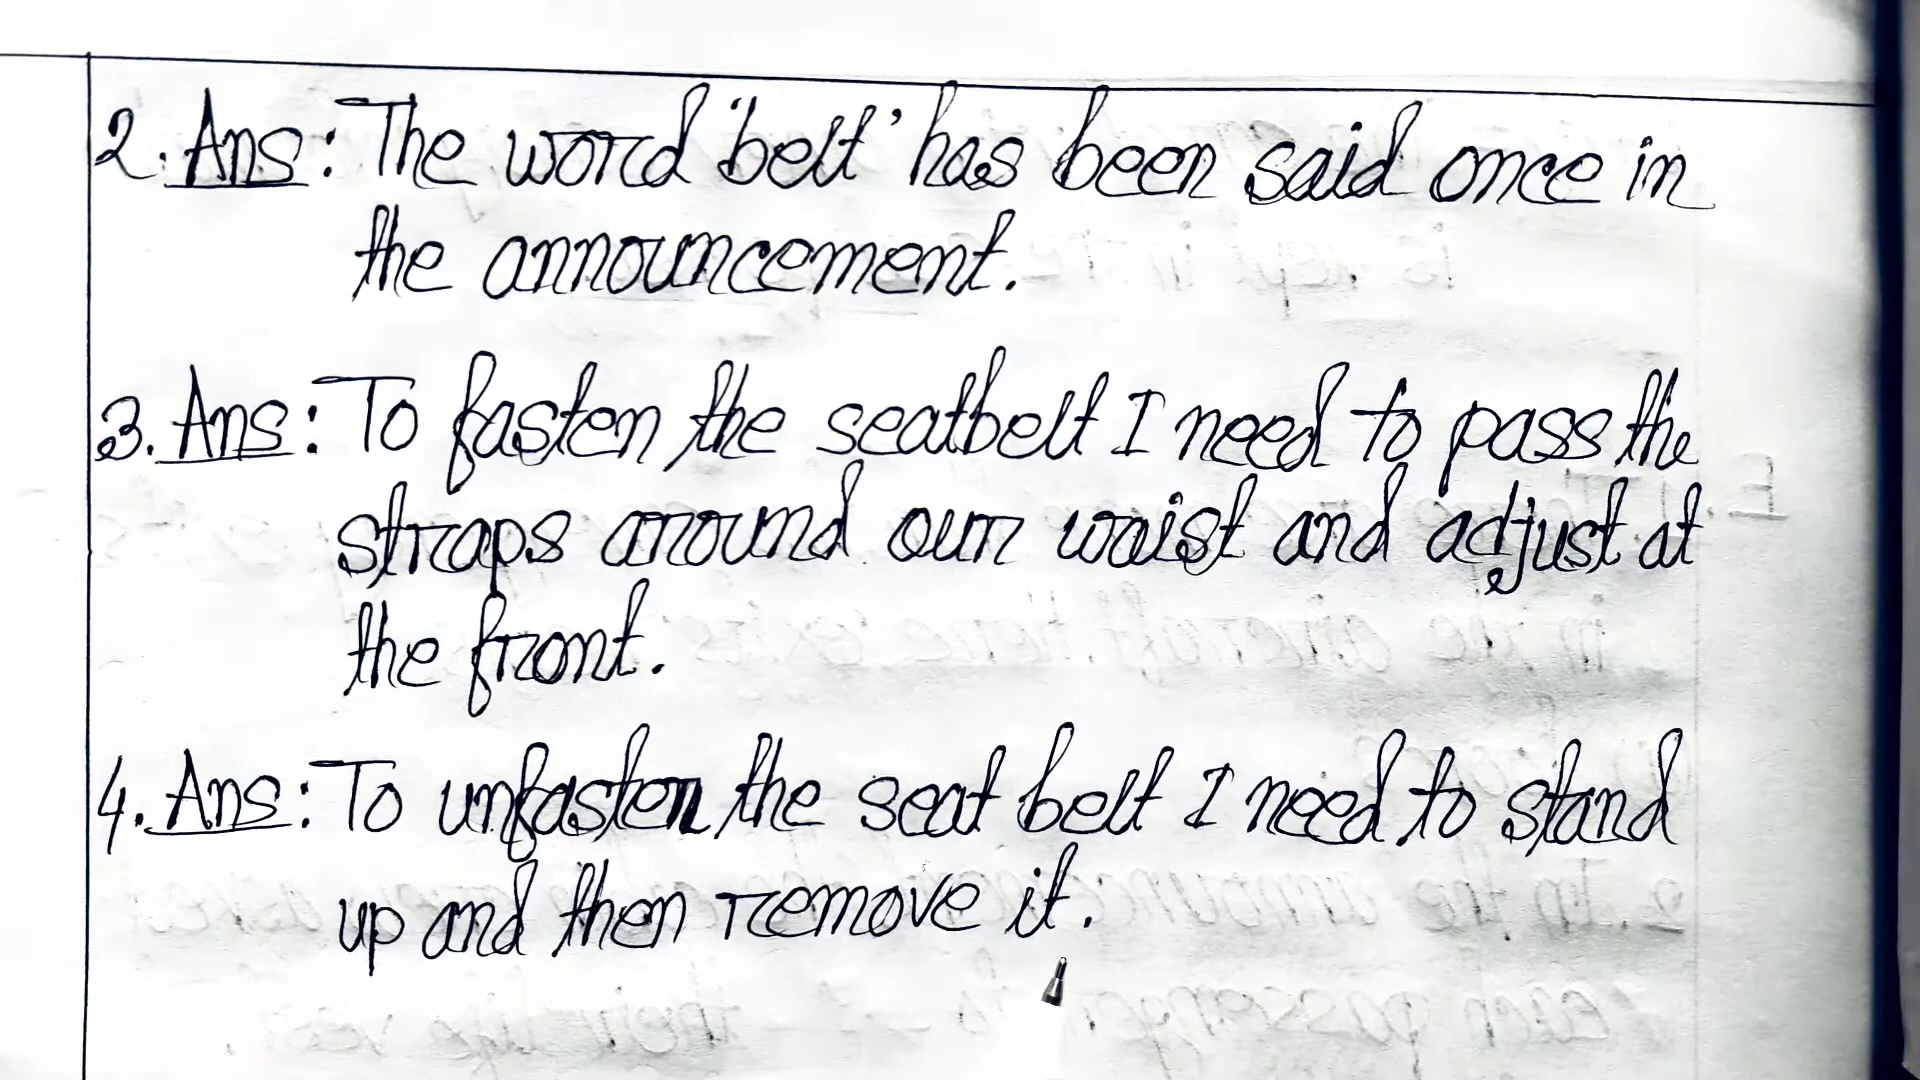 2. Ans: The word "belt" has been said once in
the announcement.
3. Ans: To fasten the seatbelt I need to pass the
straps around our waist and adjust at
the front.
4. Ans: To unfasten the seat belt I need to stand
up and then remove it.